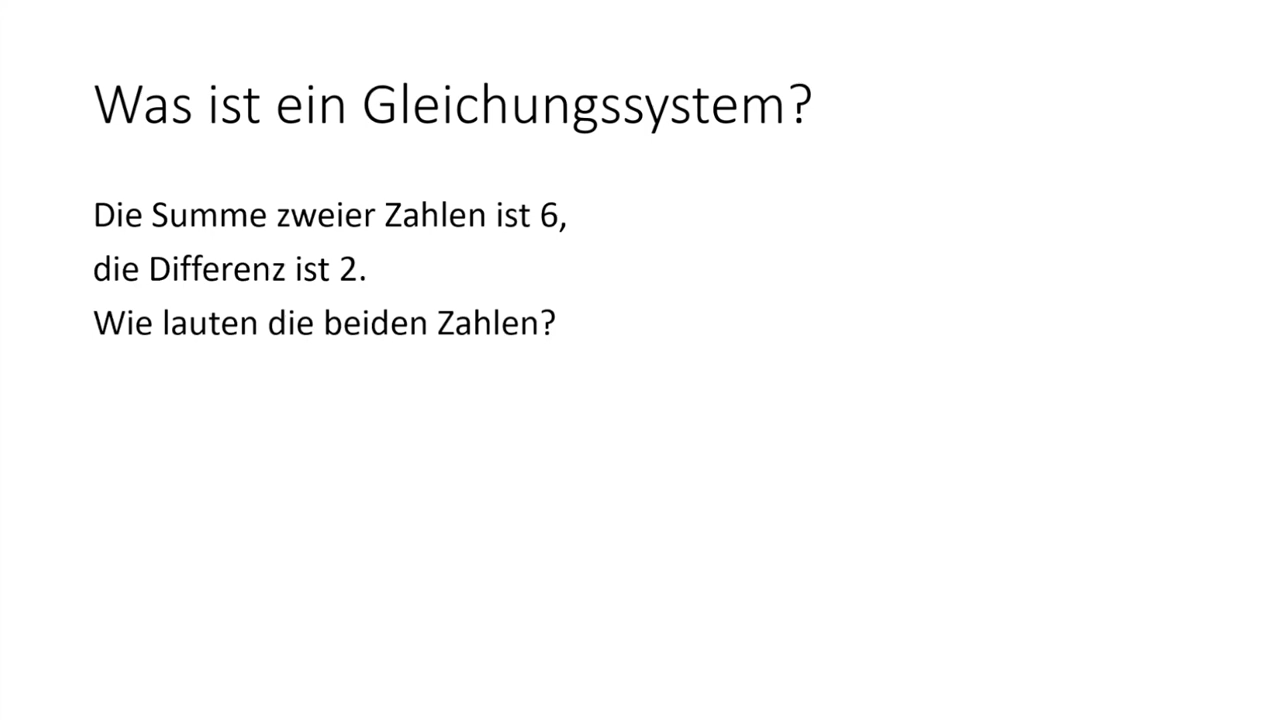 Was ist ein Gleichungssystem?
Die Summe zweier Zahlen ist 6,
die Differenz ist 2.
Wie lauten die beiden Zahlen?